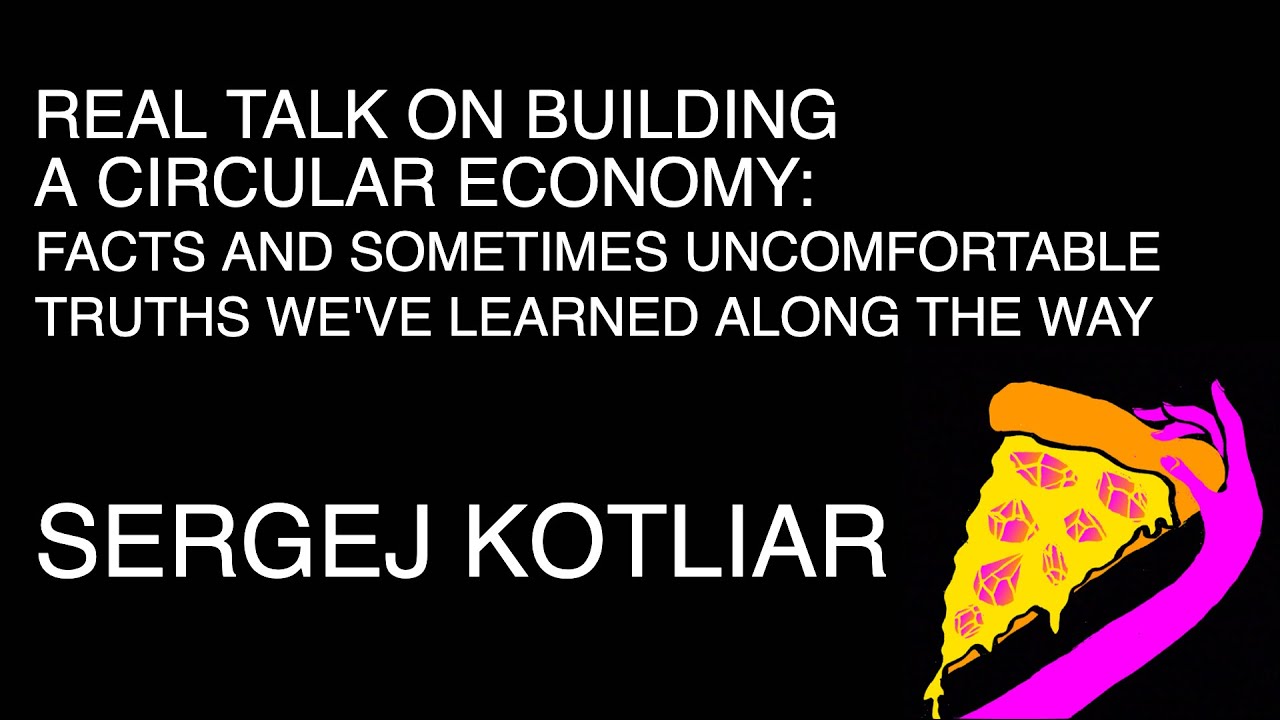 REAL TALK ON BUILDING
A CIRCULAR ECONOMY:
FACTS AND SOMETIMES UNCOMFORTABLE
TRUTHS WE'VE LEARNED ALONG THE WAY
SERGEJ KOTLIAR